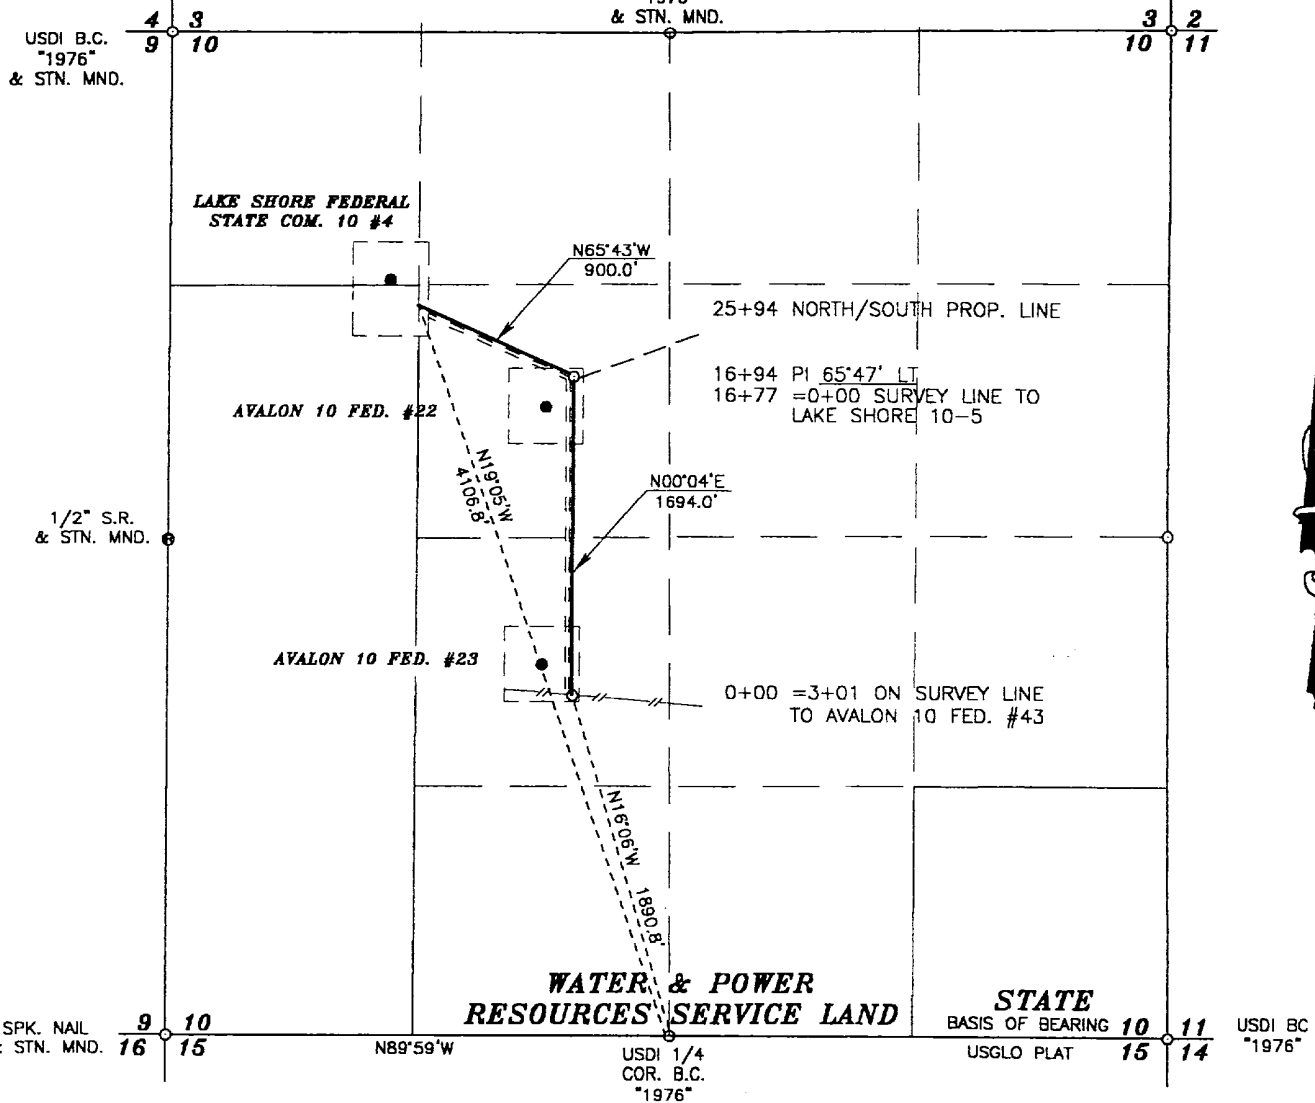 4 3
9 10
USDI B.C.
"1976"
& STN. MND.
& STN. MND.
3 2
10 11
LAKE SHORE FEDERAL
STATE COM. 10 #4
N65°43'W
900.0'
25+94 NORTH/SOUTH PROP. LINE
16+94 PI 65°47' LT
16+77 =0+00 SURVEY LINE TO
LAKE SHORE 10-5
AVALON 10 FED. #22
N19°05'W
4106.8'
N00°04'E
1694.0'
1/2" S.R.
& STN. MND.
AVALON 10 FED. #23
0+00 =3+01 ON SURVEY LINE
TO AVALON 10 FED. #43
N16°06'W 1890.8'
WATER & POWER
RESOURCES SERVICE LAND
STATE
BASIS OF BEARING
USGLO PLAT
10 11
15 14
USDI BC
"1976"
SPK. NAIL
STN. MND.
9 10
16 15
N89°59'W
USDI 1/4
COR. B.C.
"1976"